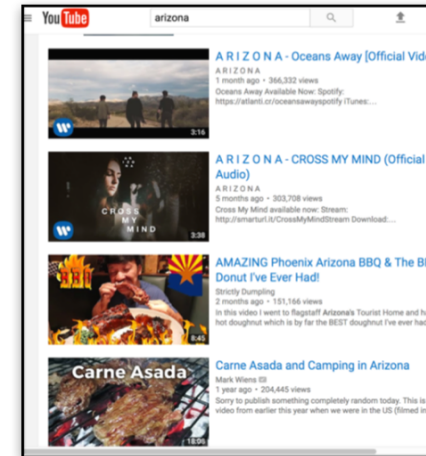 You Tube
arizona
A R I Z O N A - Oceans Away [Official Vide
A R I Z O N A
1 month ago • 366,332 views
Oceans Away Available Now: Spotify:
https://atlanti.cr/oceansawayspotify iTunes:...
3:16
A R I Z O N A - CROSS MY MIND (Official
Audio)
A R I Z O N A
5 months ago • 303,708 views
Cross My Mind available now: Stream:
http://smarturl.it/CrossMyMindStream Download:...
CROSS
MY
MIND
3:38
AMAZING Phoenix Arizona BBQ & The B
Donut I've Ever Had!
Strictly Dumpling
2 months ago • 151,166 views
In this video I went to flagstaff Arizona's Tourist Home and h
hot doughnut which is by far the BEST doughnut I've ever had
BBQ
8:45
Carne Asada and Camping in Arizona
Mark Wiens
1 year ago • 204,445 views
Sorry to publish something completely random today. This is
video from earlier this year when we were in the US (filmed in
Carne Asada
18:06